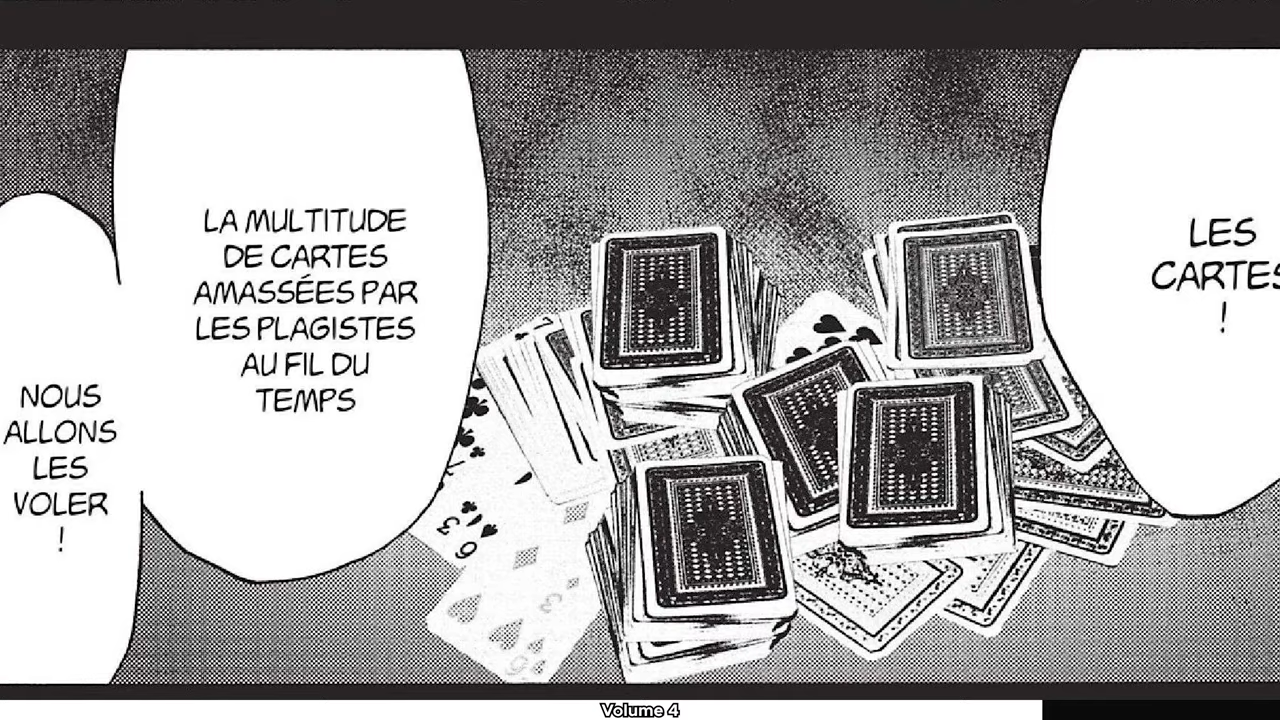 LES
CARTES
!
LA MULTITUDE
DE CARTES
AMASSÉES PAR
LES PLAGISTES
AU FIL DU
TEMPS
NOUS
ALLONS
LES
VOLER
!
Volume 4